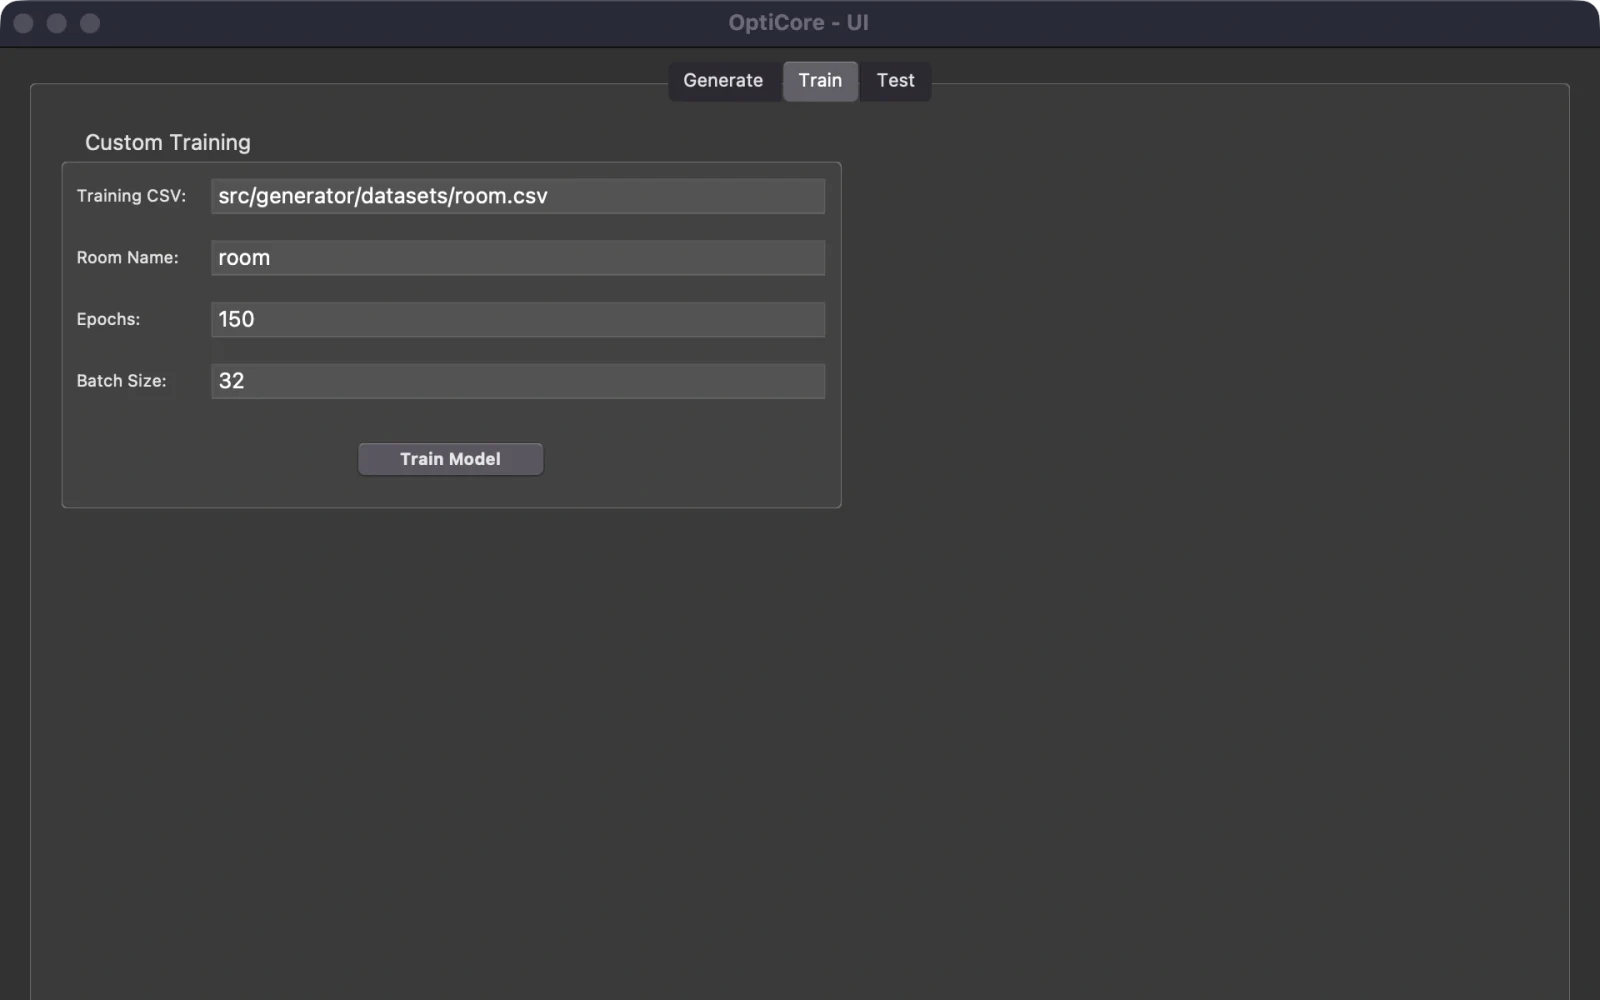 OptiCore - UI
Generate Train Test
Custom Training
Training CSV: src/generator/datasets/room.csv
Room Name: room
Epochs: 150
Batch Size: 32
Train Model